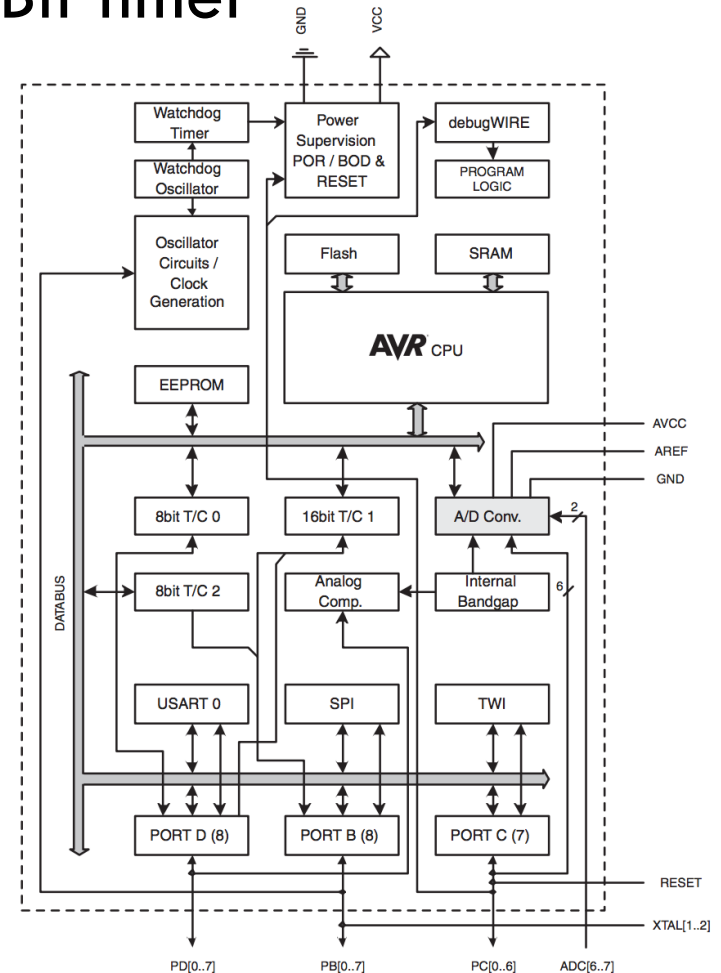 Bit Timer
GND
VCC
Watchdog
Timer
Power
Supervision
POR / BOD &
RESET
debugWIRE
Watchdog
Oscillator
PROGRAM
LOGIC
Oscillator
Circuits /
Clock
Generation
Flash
SRAM
AVR CPU
EEPROM
AVCC
AREF
GND
8bit T/C 0
16bit T/C 1
A/D Conv.
2
8bit T/C 2
Analog
Comp.
Internal
Bandgap
6
DATABUS
USART 0
SPI
TWI
PORT D (8)
PORT B (8)
PORT C (7)
RESET
XTAL[1..2]
PD[0..7]
PB[0..7]
PC[0..6]
ADC[6..7]